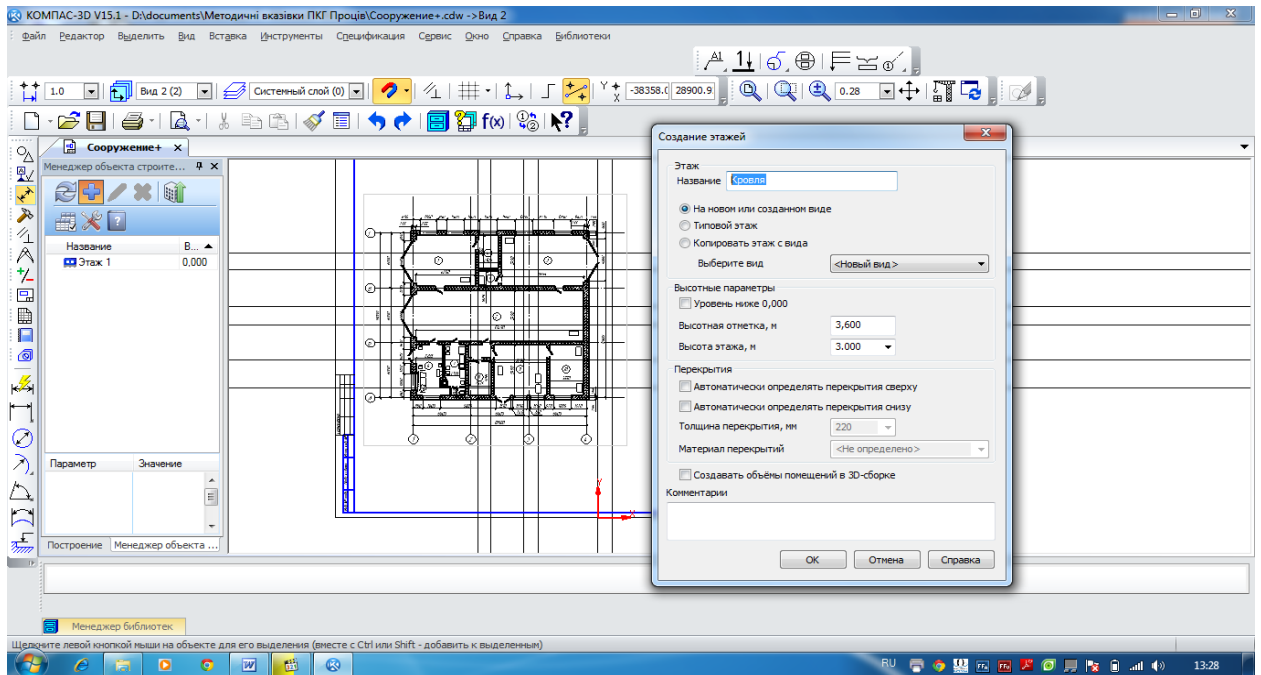 КОМПАС-3D V15.1 - D:\documents\Методичні вказівки ПКГ Проців\Сооружение+.cdw ->Вид 2
Файл Редактор Выделить Вид Вставка Инструменты Спецификация Сервис Окно Справка Библиотеки
1.0 Вид 2 (2) Системный слой (0) -38358.0 28900.9 0.28
f(x)
Сооружение+
Менеджер объекта строите...
Название В...
Этаж 1 0,000
Параметр Значение
Построение Менеджер объекта ...
Создание этажей
Этаж
Название Кровля
На новом или созданном виде
Типовой этаж
Копировать этаж с вида
Выберите вид <Новый вид>
Высотные параметры
Уровень ниже 0,000
Высотная отметка, м 3,600
Высота этажа, м 3.000
Перекрытия
Автоматически определять перекрытия сверху
Автоматически определять перекрытия снизу
Толщина перекрытия, мм 220
Материал перекрытий <Не определено>
Создавать объёмы помещений в 3D-сборке
Комментарии
ОК Отмена Справка
Менеджер библиотек
Щелкните левой кнопкой мыши на объекте для его выделения (вместе с Ctrl или Shift - добавить к выделенным)
RU 13:28